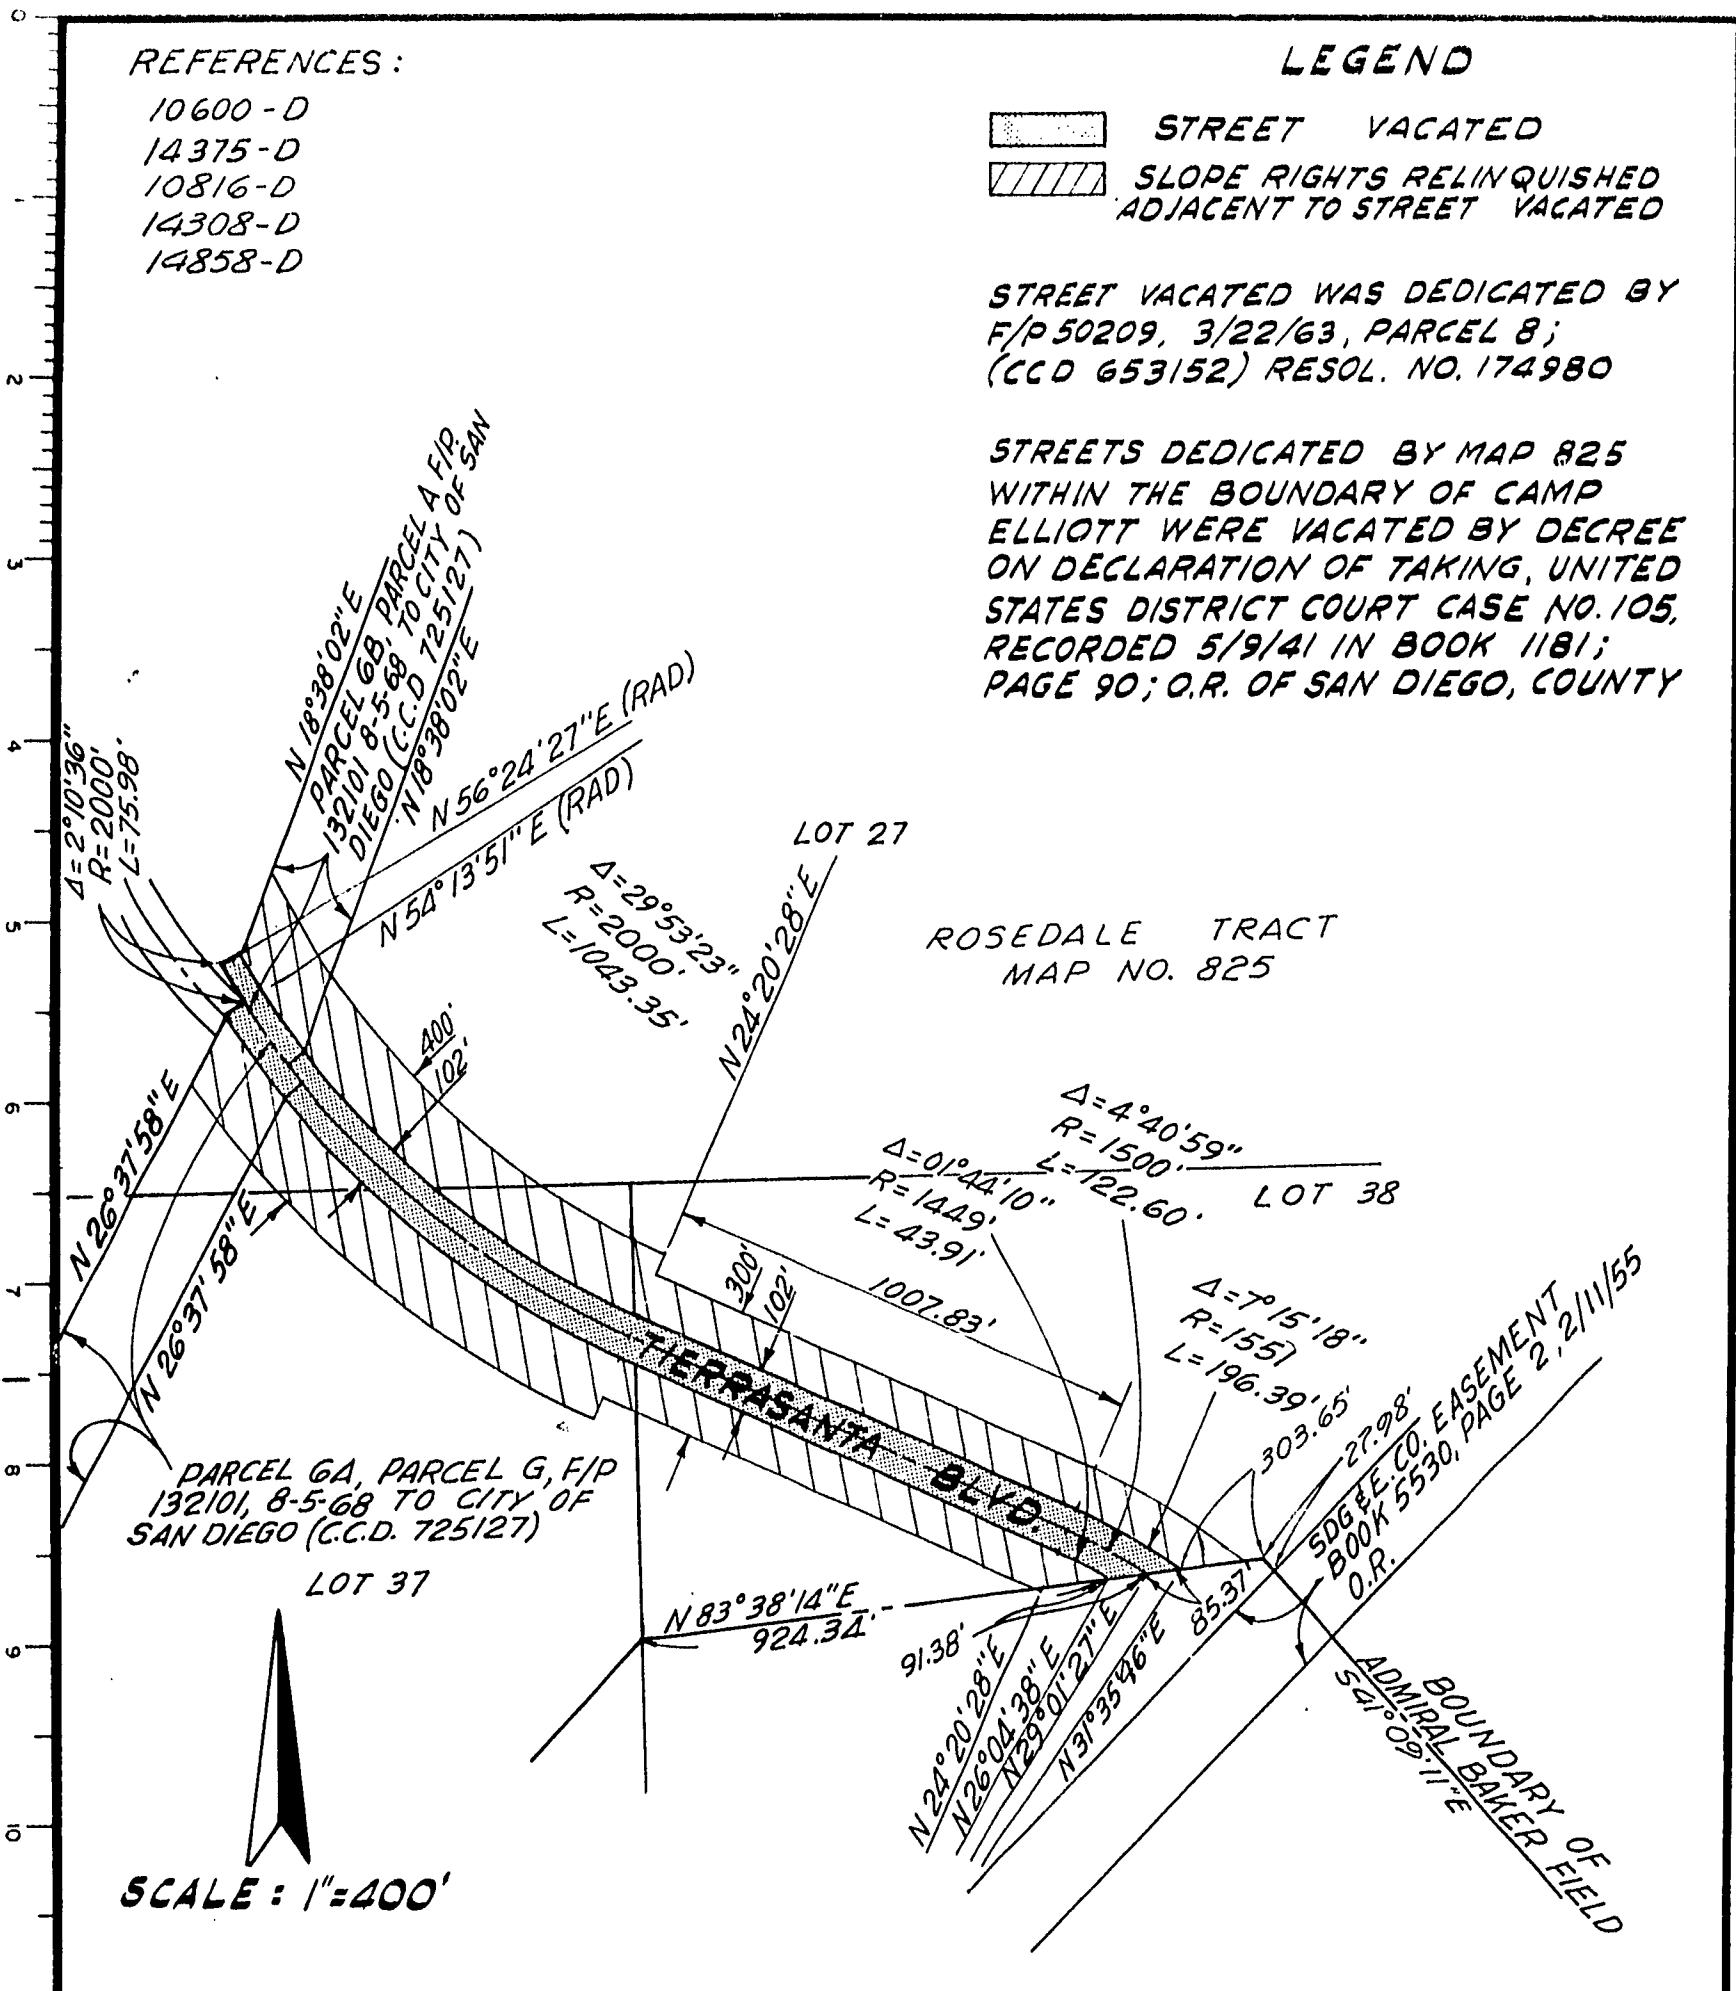 REFERENCES:
10600-D
14375-D
10816-D
14308-D
14858-D
LEGEND
STREET VACATED
SLOPE RIGHTS RELINQUISHED
ADJACENT TO STREET VACATED
STREET VACATED WAS DEDICATED BY
F/P 50209, 3/22/63, PARCEL 8;
(CCD 653152) RESOL. NO. 174980
STREETS DEDICATED BY MAP 825
WITHIN THE BOUNDARY OF CAMP
ELLIOTT WERE VACATED BY DECREE
ON DECLARATION OF TAKING, UNITED
STATES DISTRICT COURT CASE NO. 105,
RECORDED 5/9/41 IN BOOK 1181;
PAGE 90; O.R. OF SAN DIEGO, COUNTY
0
1
2
3
4
5
6
7
8
9
10
N 18°38'02"E
PARCEL 6B, PARCEL A F/P.
132101 8-5-68 TO CITY OF SAN
DIEGO (C.C.D 725127)
N 18°38'02"E
N 56°24'27"E (RAD)
N 54°13'51"E (RAD)
Δ=2°10'36"
R=2000'
L=75.98'
Δ=29°53'23"
R=2000'
L=1043.35'
LOT 27
N 24°20'28"E
ROSEDALE TRACT
MAP NO. 825
400'
102'
N 26°37'58"E
N 26°37'58"E
Δ=4°40'59"
R=1500'
L=122.60'
Δ=01°44'10"
R=1449'
L=43.91'
LOT 38
1007.83'
300'
102'
Δ=7°15'18"
R=1551'
L=196.39'
303.65'
27.98'
SDG&E.CO. EASEMENT
BOOK 5530, PAGE 2, 2/11/55
O.R.
TIERRASANTA BLVD.
PARCEL 6A, PARCEL G, F/P
132101, 8-5-68 TO CITY OF
SAN DIEGO (C.C.D. 725127)
LOT 37
N 83°38'14"E
924.34'
91.38'
85.37'
N 24°20'28"E
N 26°04'38"E
N 29°01'27"E
N 31°35'46"E
BOUNDARY OF
ADMIRAL BAKER FIELD
S 41°09'11"E
SCALE: 1"=400'